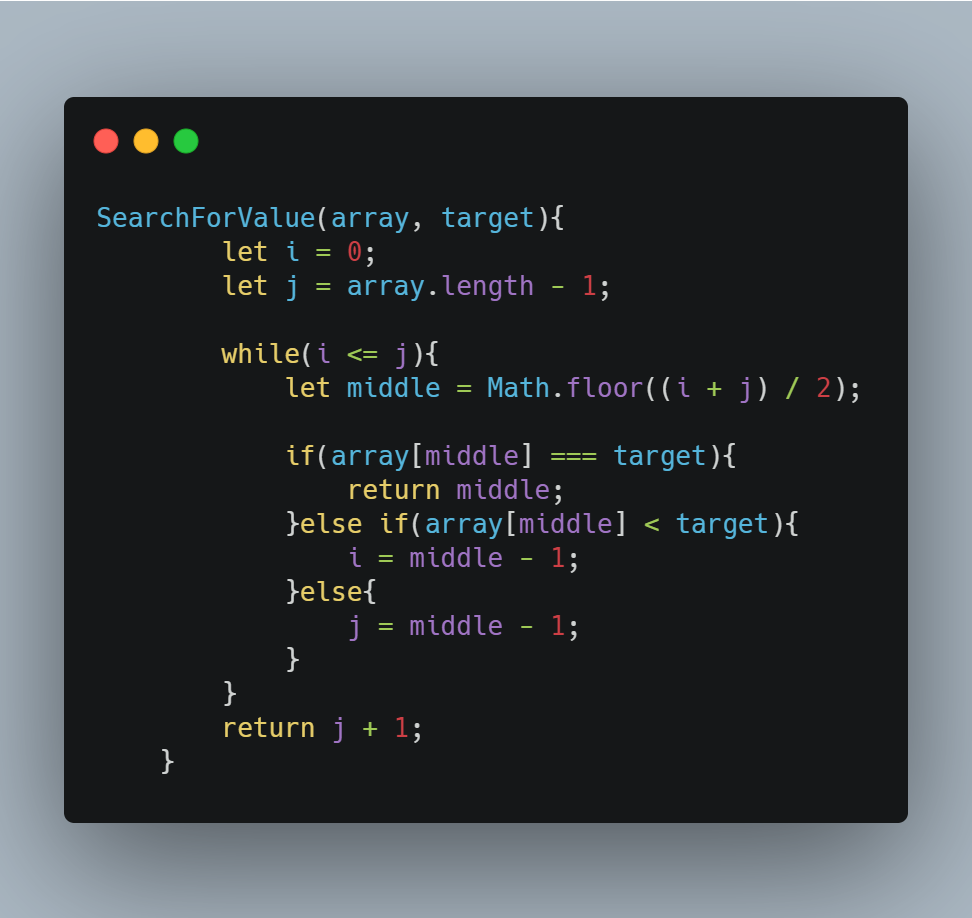 SearchForValue(array, target){
        let i = 0;
        let j = array.length - 1;

        while(i <= j){
            let middle = Math.floor((i + j) / 2);

            if(array[middle] === target){
                return middle;
            }else if(array[middle] < target){
                i = middle - 1;
            }else{
                j = middle - 1;
            }
        }
        return j + 1;
    }